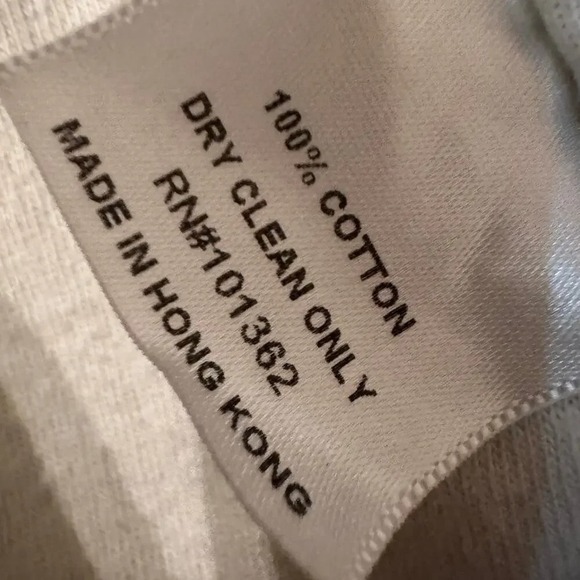 100% COTTON
DRY CLEAN ONLY
RN#101362
MADE IN HONG KONG